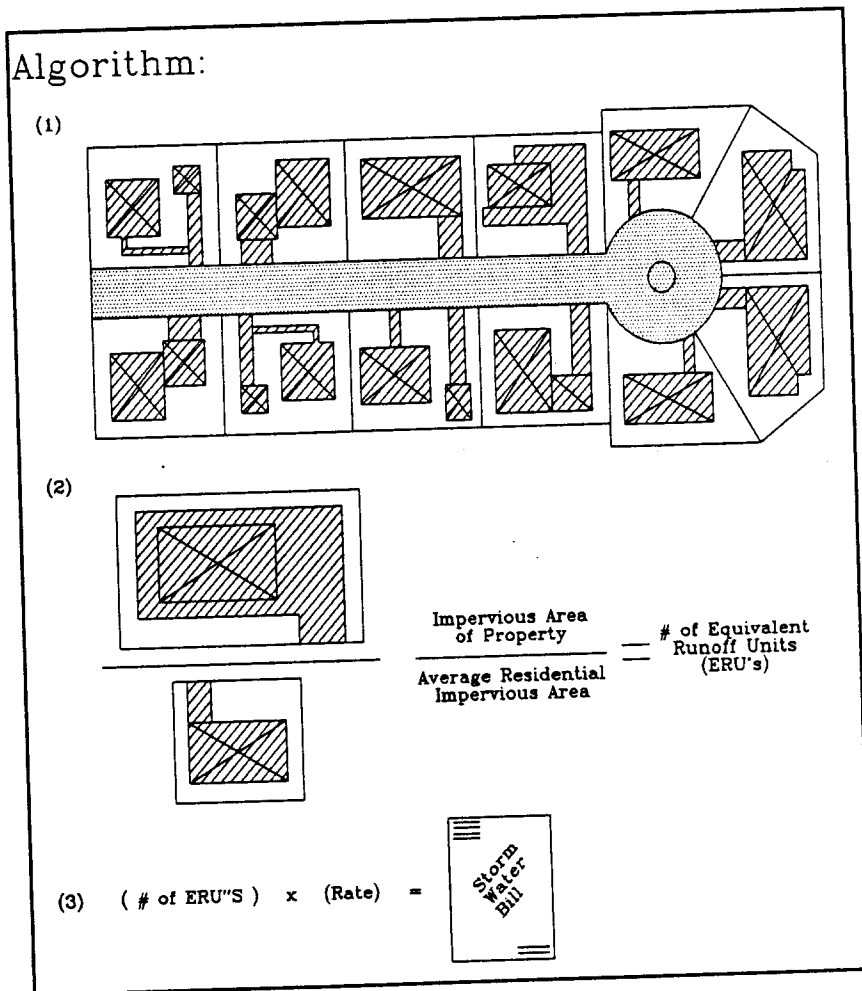 Algorithm:
(1)
(2)
Impervious Area
of Property
Average Residential
Impervious Area
=
# of Equivalent
Runoff Units
(ERU's)
(3) ( # of ERU"S ) x (Rate) =
Storm
Water
Bill